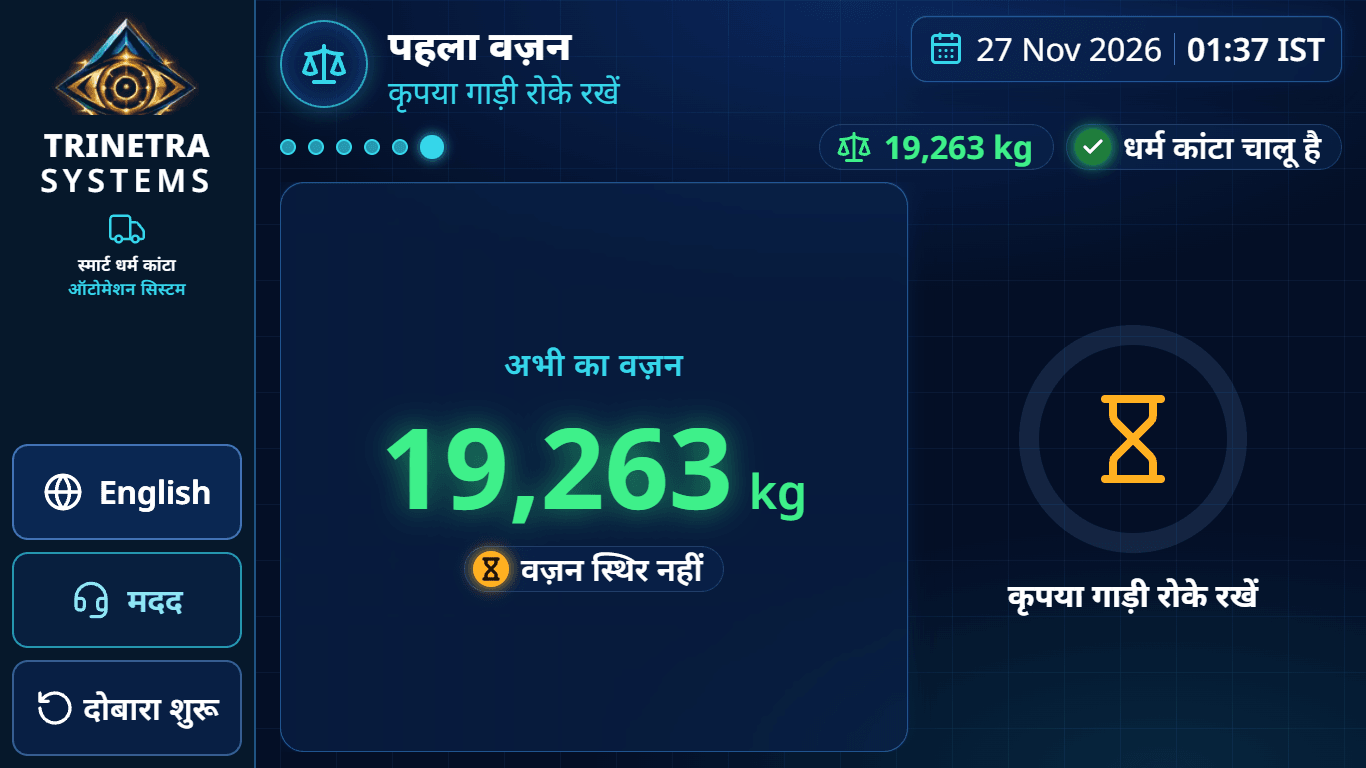 TRINETRA
SYSTEMS
स्मार्ट धर्म कांटा
ऑटोमेशन सिस्टम
English
मदद
दोबारा शुरू
पहला वज़न
कृपया गाड़ी रोके रखें
27 Nov 2026 01:37 IST
19,263 kg
धर्म कांटा चालू है
अभी का वज़न
19,263 kg
वज़न स्थिर नहीं
कृपया गाड़ी रोके रखें